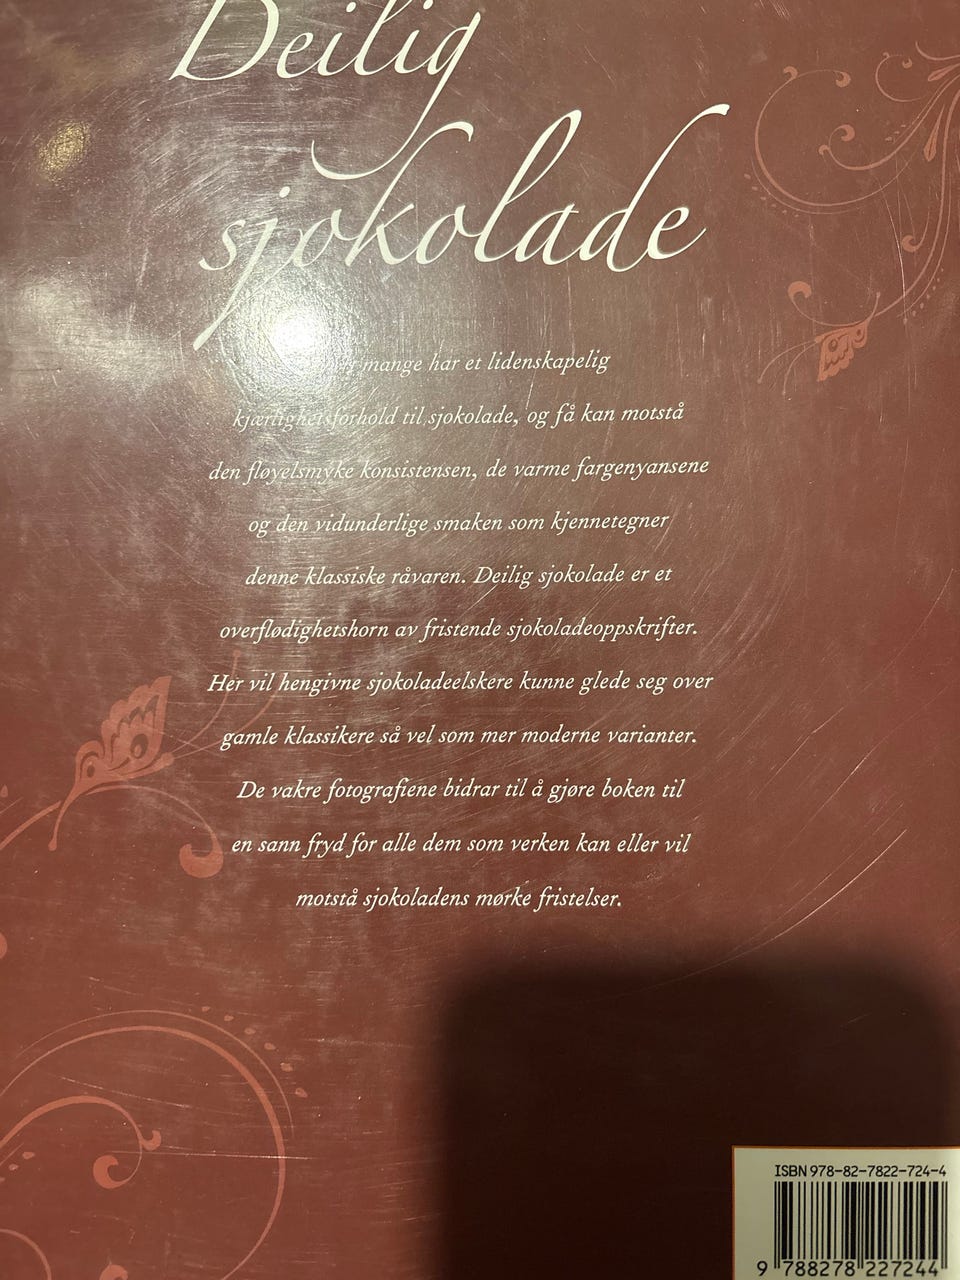 Deilig
sjokolade
mange har et lidenskapelig
kjærlighetsforhold til sjokolade, og få kan motstå
den fløyelsmyke konsistensen, de varme fargenyansene
og den vidunderlige smaken som kjennetegner
denne klassiske råvaren. Deilig sjokolade er et
overflødighetshorn av fristende sjokoladeoppskrifter.
Her vil hengivne sjokoladeelskere kunne glede seg over
gamle klassikere så vel som mer moderne varianter.
De vakre fotografiene bidrar til å gjøre boken til
en sann fryd for alle dem som verken kan eller vil
motstå sjokoladens mørke fristelser.
ISBN 978-82-7822-724-4
9 788278 227244